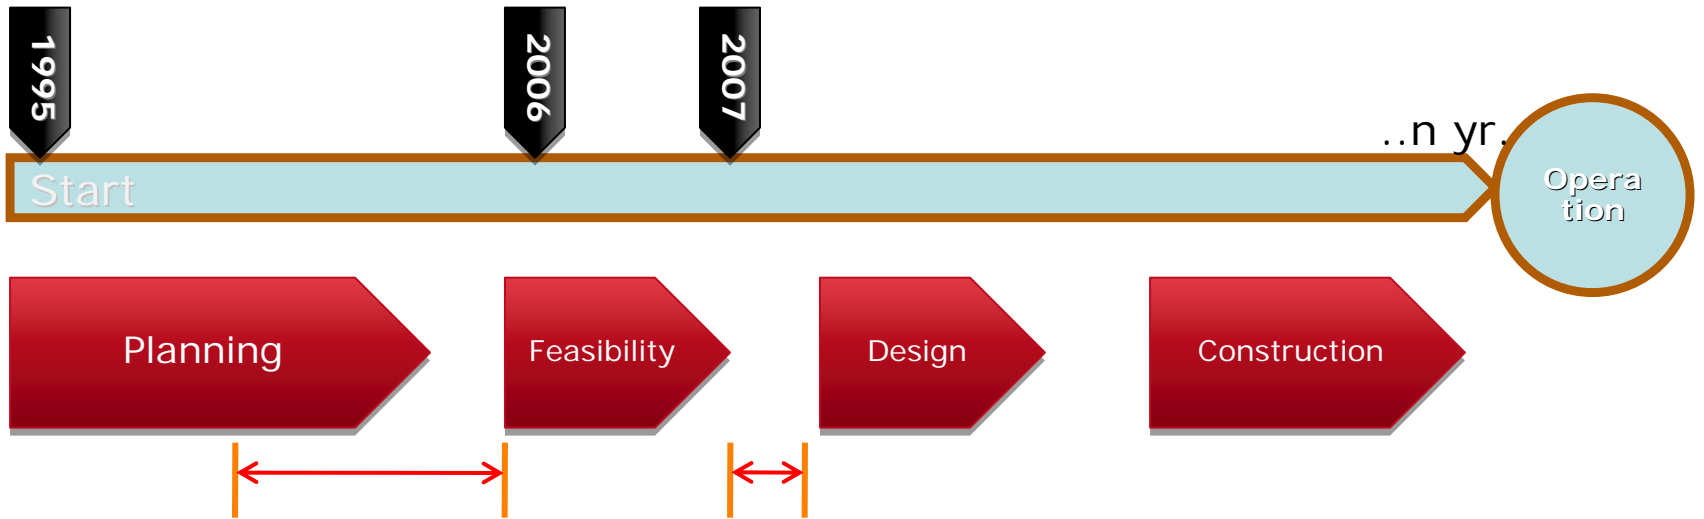 1995
2006
2007
..n yr.
Start
Opera
tion
Planning
Feasibility
Design
Construction